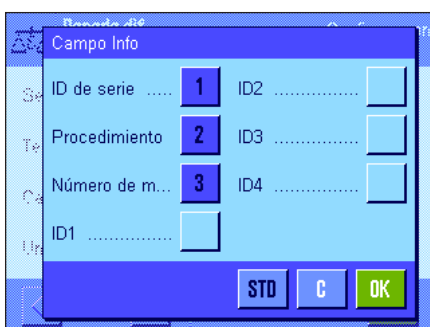 Campo Info
ID de serie ..... 1
Procedimiento 2
Número de m... 3
ID1 ...............
ID2 ...............
ID3 ...............
ID4 ...............
STD C OK